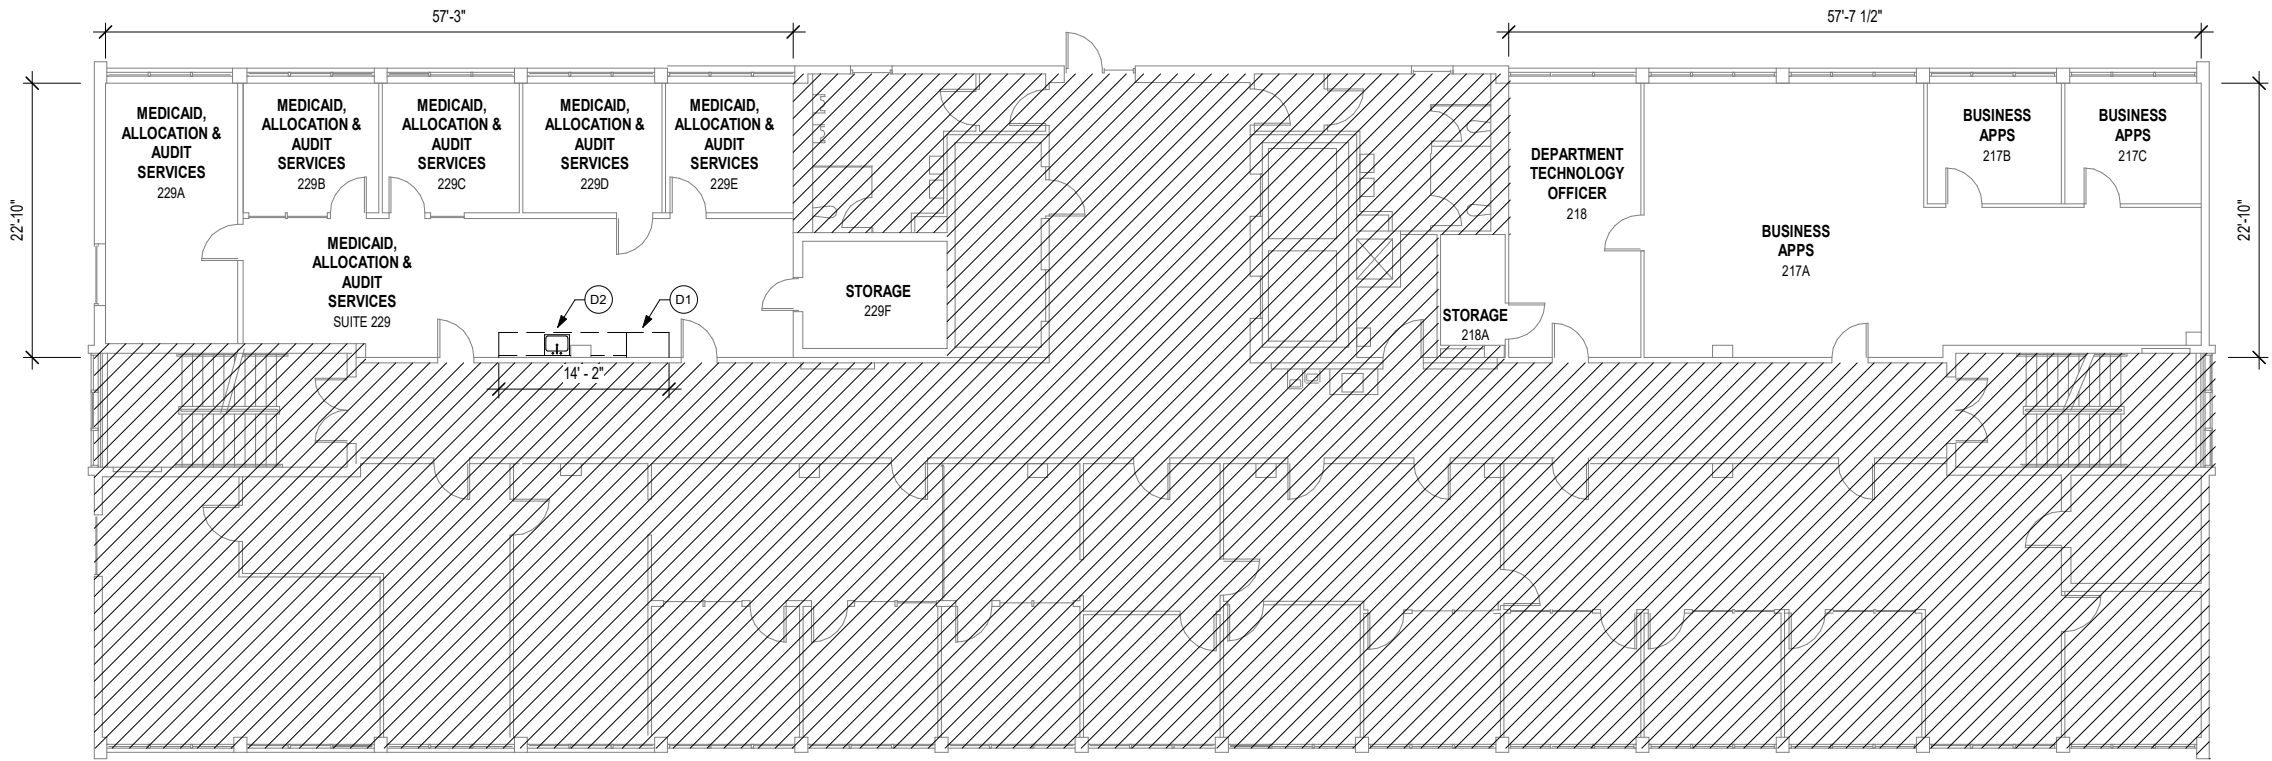 57'-3"
57'-7 1/2"
22'-10"
MEDICAID,
ALLOCATION &
AUDIT
SERVICES
229A
MEDICAID,
ALLOCATION &
AUDIT
SERVICES
229B
MEDICAID,
ALLOCATION &
AUDIT
SERVICES
229C
MEDICAID,
ALLOCATION &
AUDIT
SERVICES
229D
MEDICAID,
ALLOCATION &
AUDIT
SERVICES
229E
DEPARTMENT
TECHNOLOGY
OFFICER
218
BUSINESS
APPS
217B
BUSINESS
APPS
217C
22'-10"
MEDICAID,
ALLOCATION &
AUDIT
SERVICES
SUITE 229
D2
D1
STORAGE
229F
STORAGE
218A
BUSINESS
APPS
217A
14' - 2"